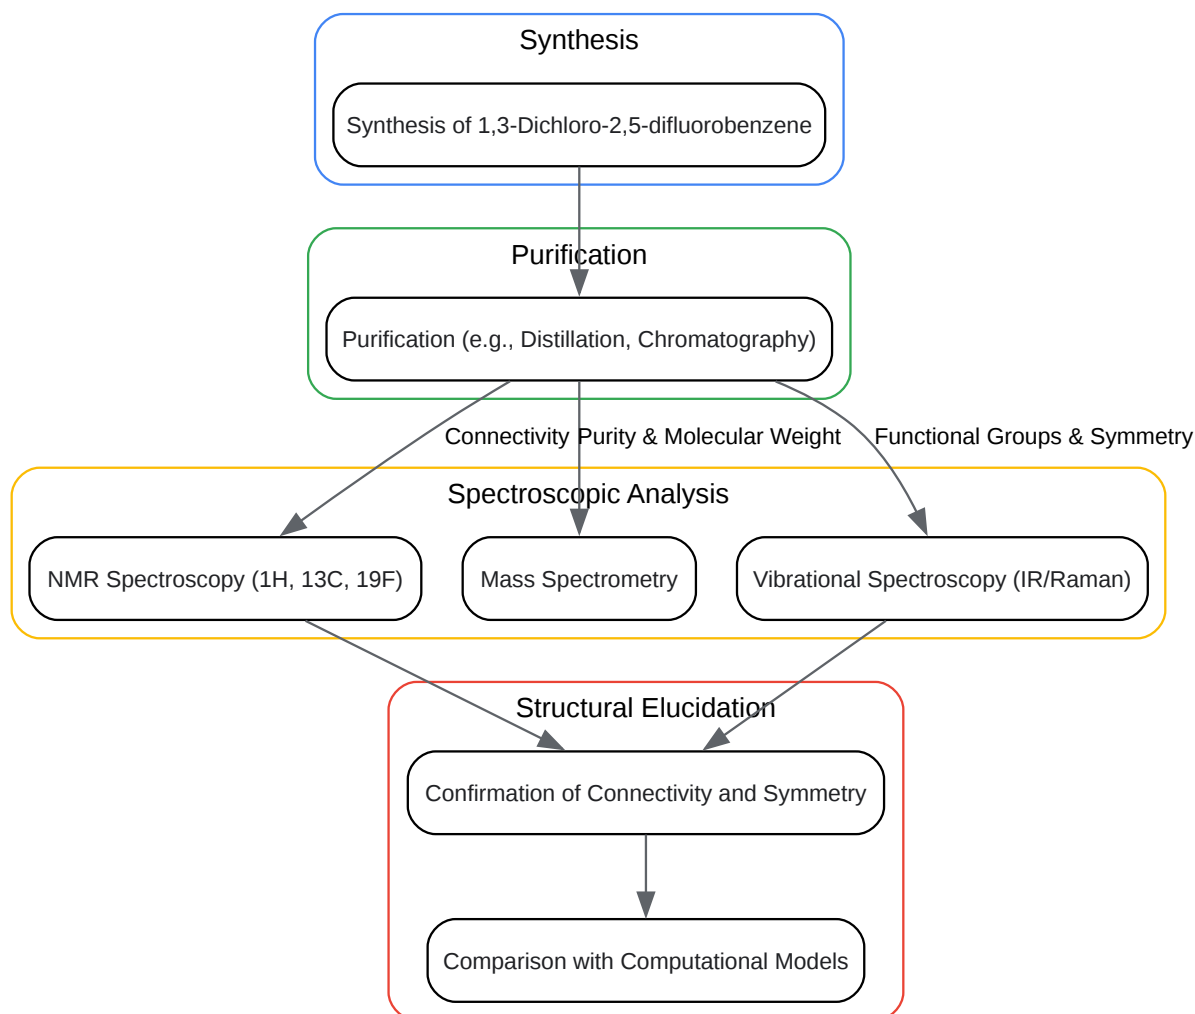 Synthesis
Synthesis of 1,3-Dichloro-2,5-difluorobenzene
Purification
Purification (e.g., Distillation, Chromatography)
Connectivity
Purity & Molecular Weight
Functional Groups & Symmetry
Spectroscopic Analysis
NMR Spectroscopy (1H, 13C, 19F)
Mass Spectrometry
Vibrational Spectroscopy (IR/Raman)
Structural Elucidation
Confirmation of Connectivity and Symmetry
Comparison with Computational Models